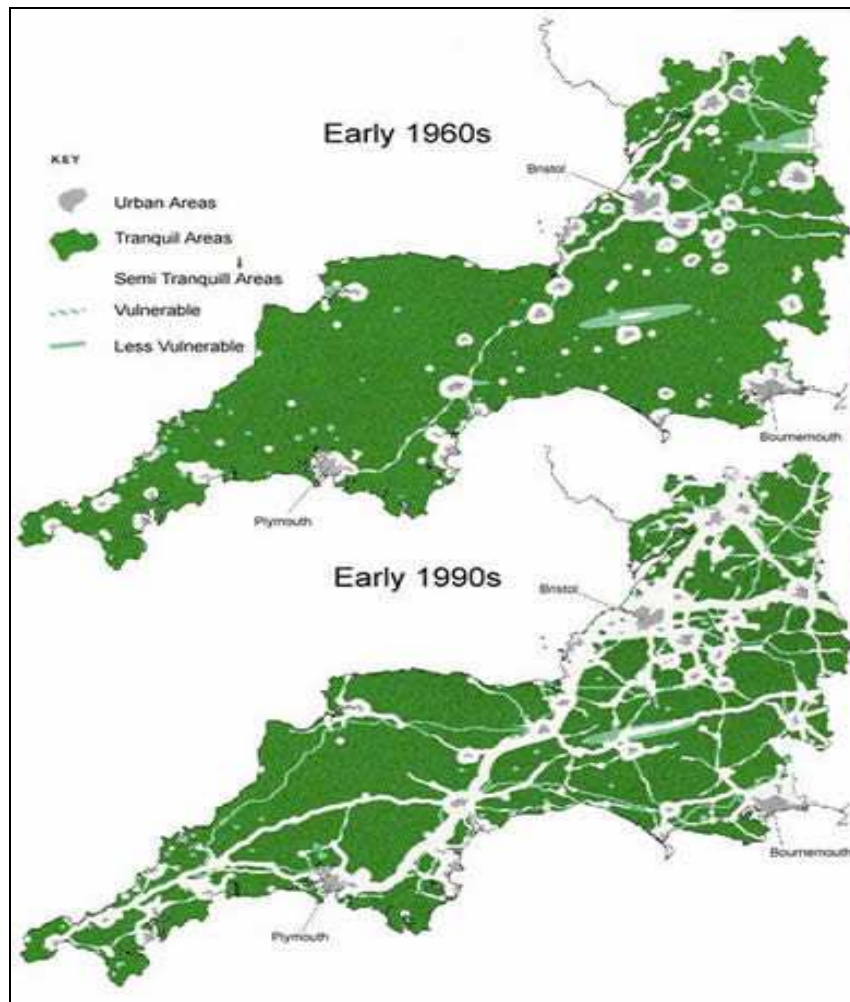 Early 1960s
KEY
Urban Areas
Tranquil Areas
Semi Tranquill Areas
Vulnerable
Less Vulnerable
Bristol
Bournemouth
Plymouth
Early 1990s
Bristol
Bournemouth
Plymouth